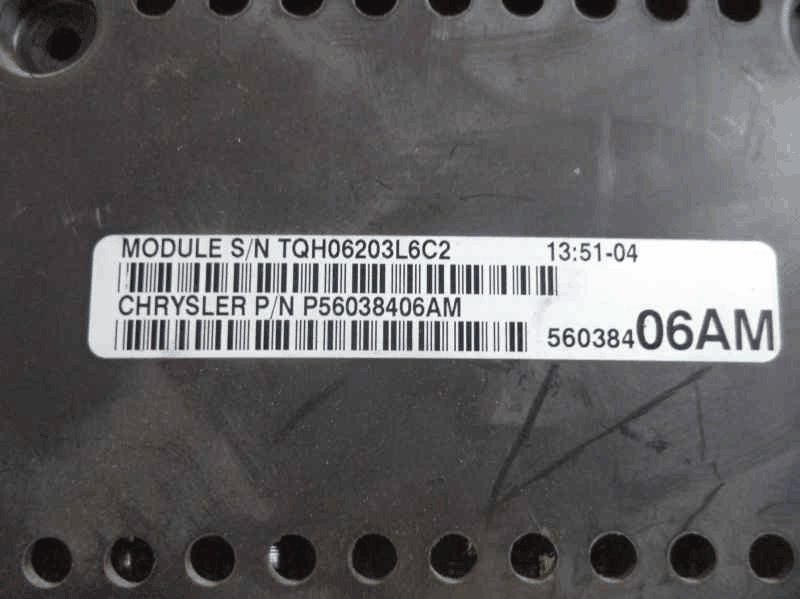 MODULE S/N TQH06203L6C2 13:51-04
CHRYSLER P/N P56038406AM
56038406AM